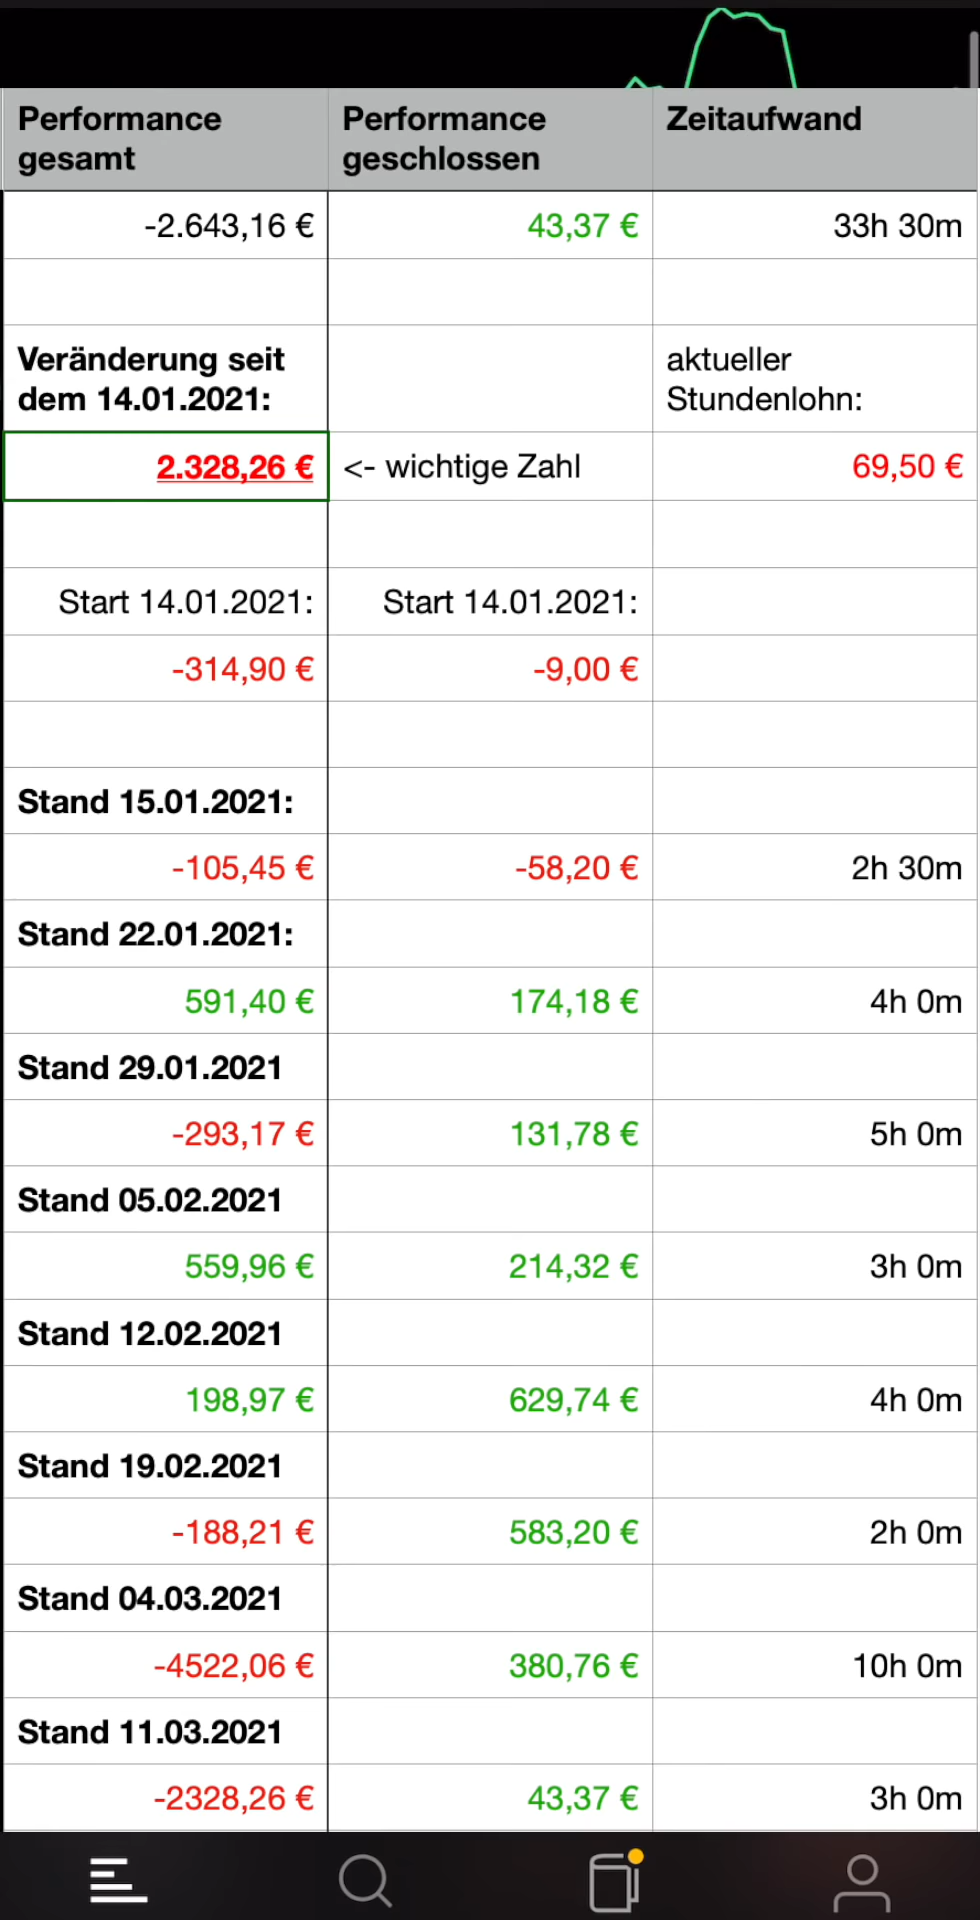 Performance gesamt Performance geschlossen Zeitaufwand
-2.643,16 € 43,37 € 33h 30m
Veränderung seit dem 14.01.2021: aktueller Stundenlohn:
2.328,26 € <- wichtige Zahl 69,50 €
Start 14.01.2021: Start 14.01.2021:
-314,90 € -9,00 €
Stand 15.01.2021:
-105,45 € -58,20 € 2h 30m
Stand 22.01.2021:
591,40 € 174,18 € 4h 0m
Stand 29.01.2021
-293,17 € 131,78 € 5h 0m
Stand 05.02.2021
559,96 € 214,32 € 3h 0m
Stand 12.02.2021
198,97 € 629,74 € 4h 0m
Stand 19.02.2021
-188,21 € 583,20 € 2h 0m
Stand 04.03.2021
-4522,06 € 380,76 € 10h 0m
Stand 11.03.2021
-2328,26 € 43,37 € 3h 0m